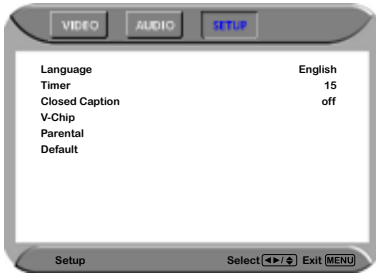 VIDEO AUDIO SETUP
Language English
Timer 15
Closed Caption off
V-Chip
Parental
Default
Setup Select ◄►/◆ Exit MENU